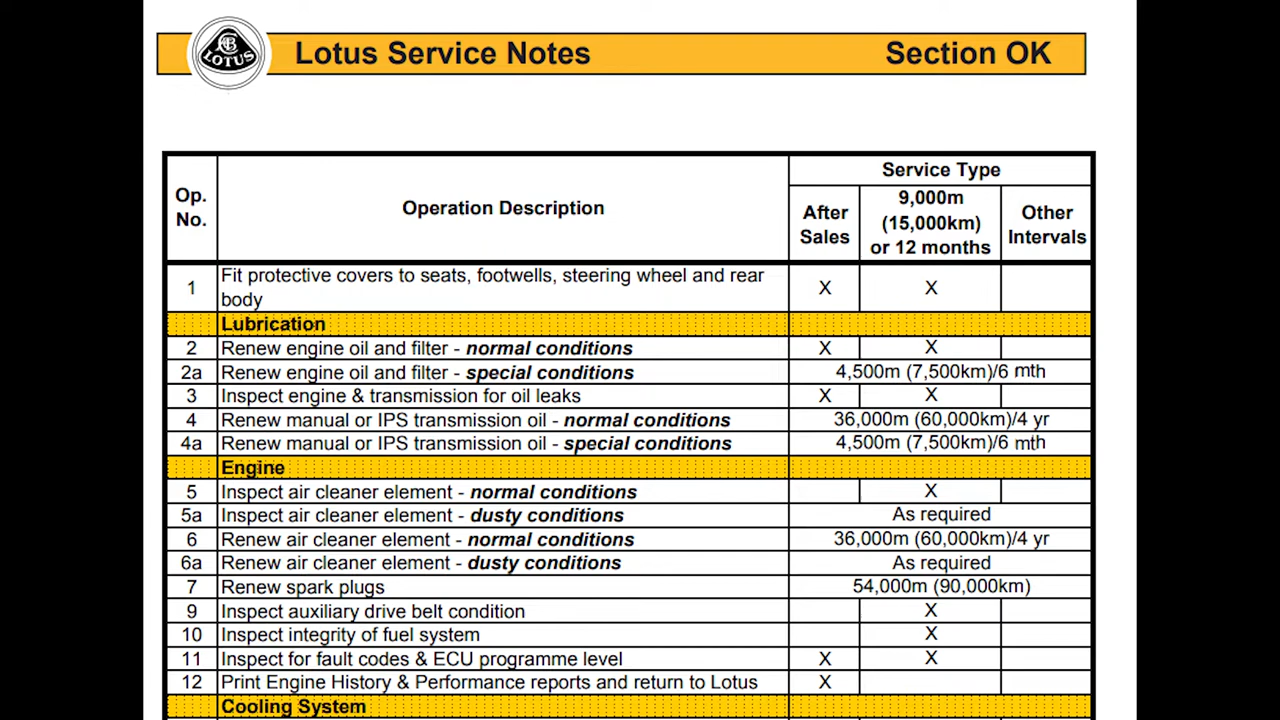 LOTUS
Lotus Service Notes Section OK
Op. No. Operation Description Service Type
After Sales 9,000m (15,000km) or 12 months Other Intervals
1 Fit protective covers to seats, footwells, steering wheel and rear body X X
Lubrication
2 Renew engine oil and filter - normal conditions X X
2a Renew engine oil and filter - special conditions 4,500m (7,500km)/6 mth
3 Inspect engine & transmission for oil leaks X X
4 Renew manual or IPS transmission oil - normal conditions 36,000m (60,000km)/4 yr
4a Renew manual or IPS transmission oil - special conditions 4,500m (7,500km)/6 mth
Engine
5 Inspect air cleaner element - normal conditions X
5a Inspect air cleaner element - dusty conditions As required
6 Renew air cleaner element - normal conditions 36,000m (60,000km)/4 yr
6a Renew air cleaner element - dusty conditions As required
7 Renew spark plugs 54,000m (90,000km)
9 Inspect auxiliary drive belt condition X
10 Inspect integrity of fuel system X
11 Inspect for fault codes & ECU programme level X X
12 Print Engine History & Performance reports and return to Lotus X
Cooling System